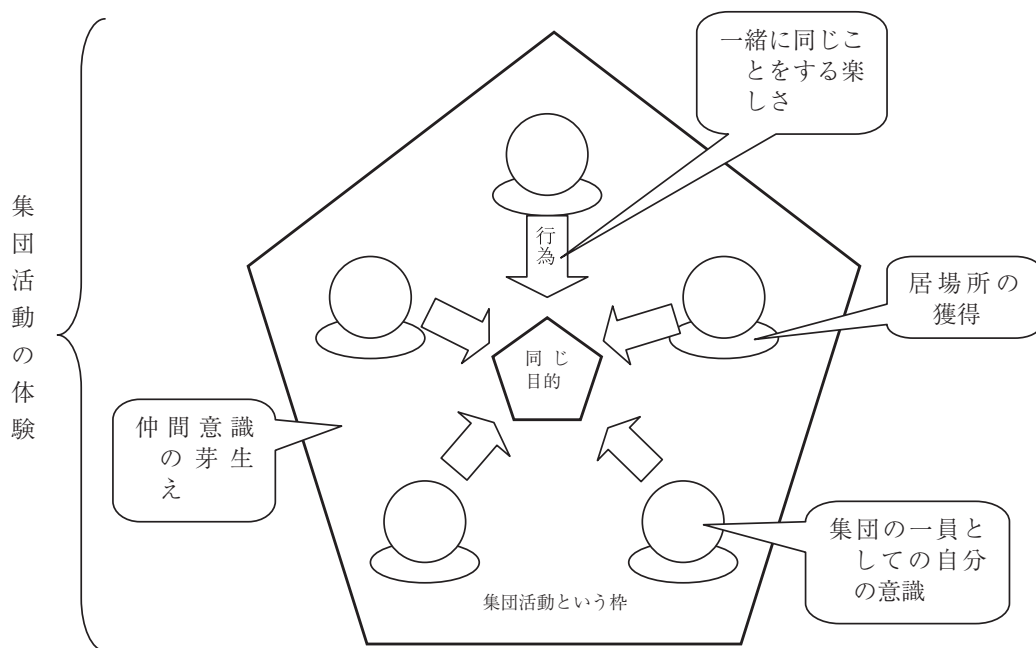 一緒に同じこ
とをする楽
しさ
集団活動の体験
行為
居場所の
獲得
同じ
目的
仲間意識
の芽生
え
集団の一員と
しての自分
の意識
集団活動という枠